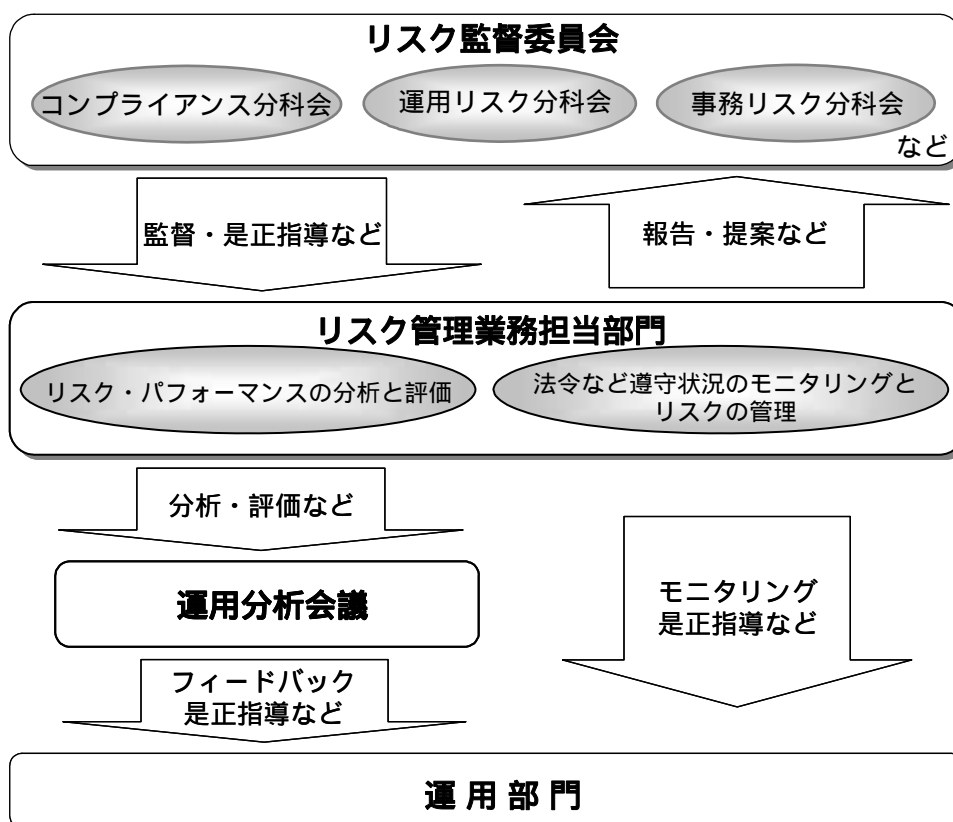 リスク監督委員会
コンプライアンス分科会
運用リスク分科会
事務リスク分科会
など
監督・是正指導など
報告・提案など
リスク管理業務担当部門
リスク・パフォーマンスの分析と評価
法令など遵守状況のモニタリングと
リスクの管理
分析・評価など
運用分析会議
モニタリング
是正指導など
フィードバック
是正指導など
運用部門